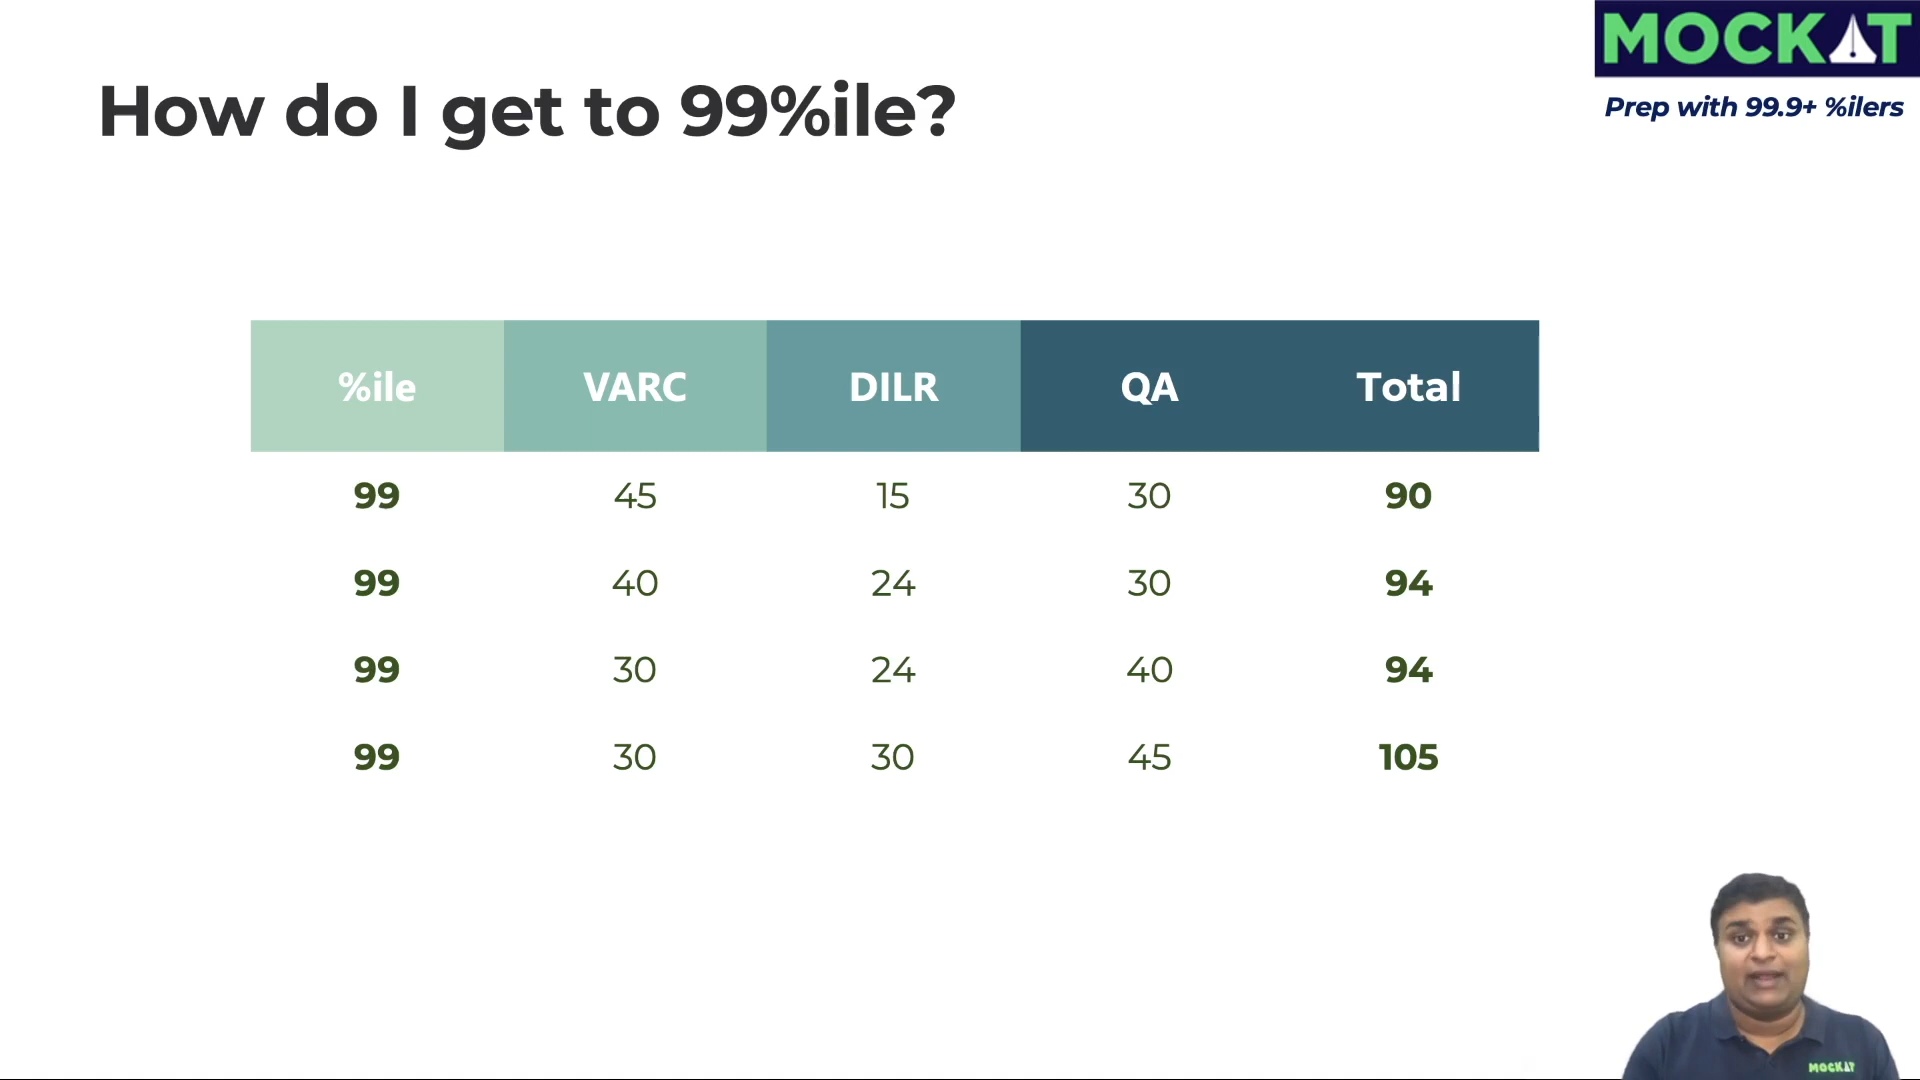 MOCKAT
Prep with 99.9+ %ilers
How do I get to 99%ile?
%ile VARC DILR QA Total
99 45 15 30 90
99 40 24 30 94
99 30 24 40 94
99 30 30 45 105
MOCKAT